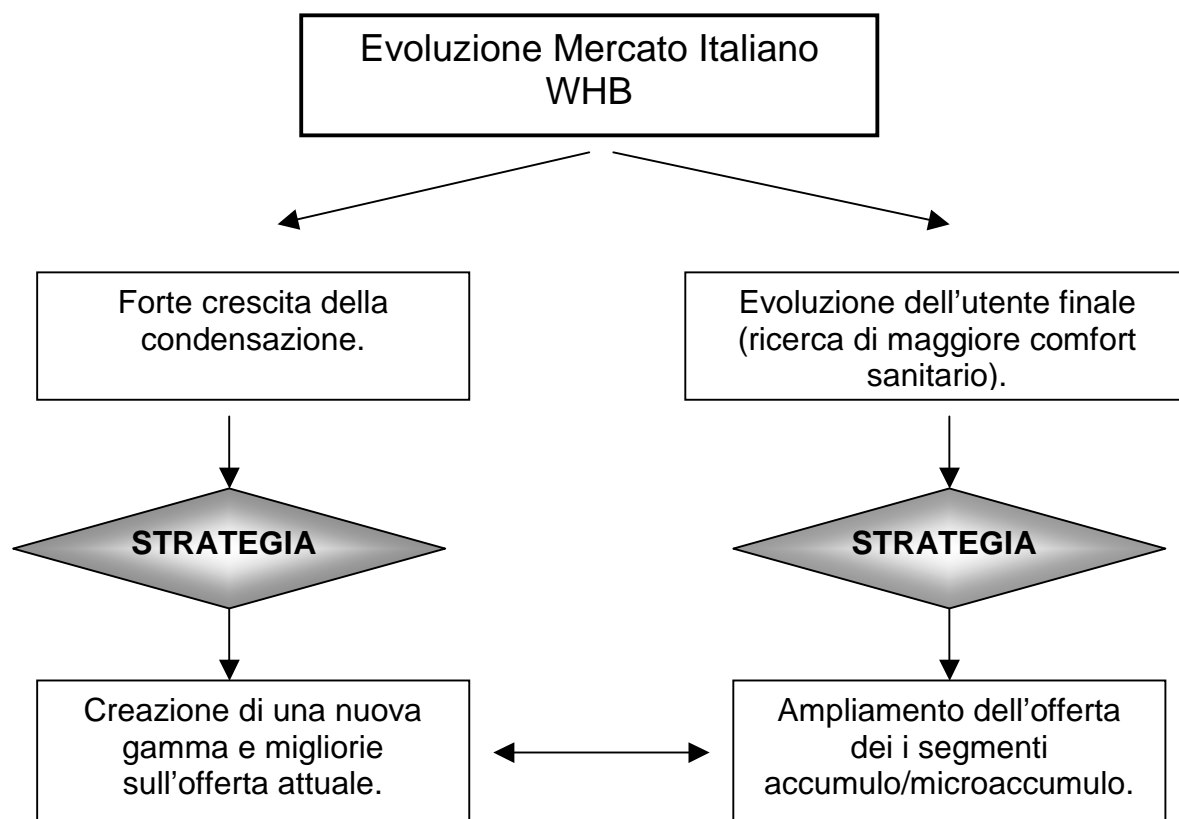 Evoluzione Mercato Italiano
WHB
Forte crescita della
condensazione.
Evoluzione dell’utente finale
(ricerca di maggiore comfort
sanitario).
STRATEGIA
STRATEGIA
Creazione di una nuova
gamma e migliorie
sull’offerta attuale.
Ampliamento dell’offerta
dei i segmenti
accumulo/microaccumulo.